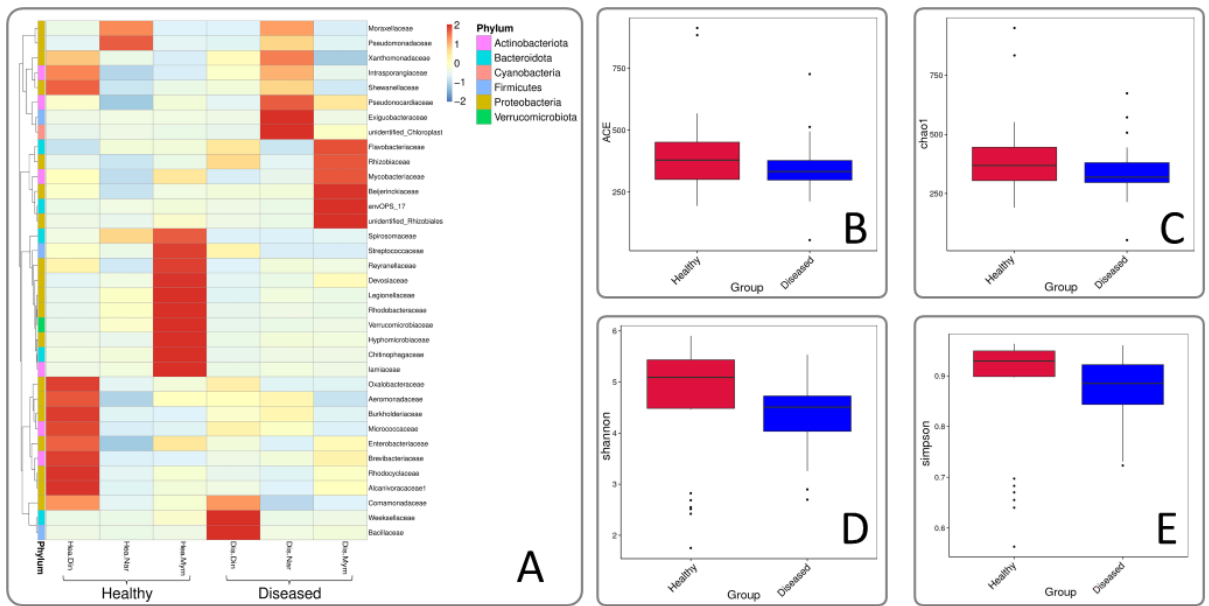 Moraxellaceae
Pseudomonadaceae
Xanthomonadaceae
Intrasporangiaceae
Shewanellaceae
Pseudonocardiaceae
Exiguobacteraceae
unidentified_Chloroplast
Flavobacteriaceae
Rhizobiaceae
Mycobacteriaceae
Beijerinckiaceae
envOPS_17
unidentified_Rhizobiales
Spirosomaceae
Streptococcaceae
Reyranellaceae
Devosiaceae
Legionellaceae
Rhodobacteraceae
Verrucomicrobiaceae
Hyphomicrobiaceae
Chitinophagaceae
Iamiaceae
Oxalobacteraceae
Aeromonadaceae
Burkholderiaceae
Micrococcaceae
Enterobacteriaceae
Brevibacteriaceae
Rhodocyclaceae
Alcanivoracaceae1
Comamonadaceae
Weeksellaceae
Bacillaceae
2
1
0
−1
−2
Phylum
Actinobacteriota
Bacteroidota
Cyanobacteria
Firmicutes
Proteobacteria
Verrucomicrobiota
Phylum
Hea.Din
Hea.Nar
Hea.Mym
Dis.Din
Dis.Nar
Dis.Mym
Healthy
Diseased
A
ACE
750
500
250
Healthy
Diseased
Group
B
chao1
750
500
250
Healthy
Diseased
Group
C
shannon
6
5
4
3
2
Healthy
Diseased
Group
D
simpson
0.9
0.8
0.7
0.6
Healthy
Diseased
Group
E